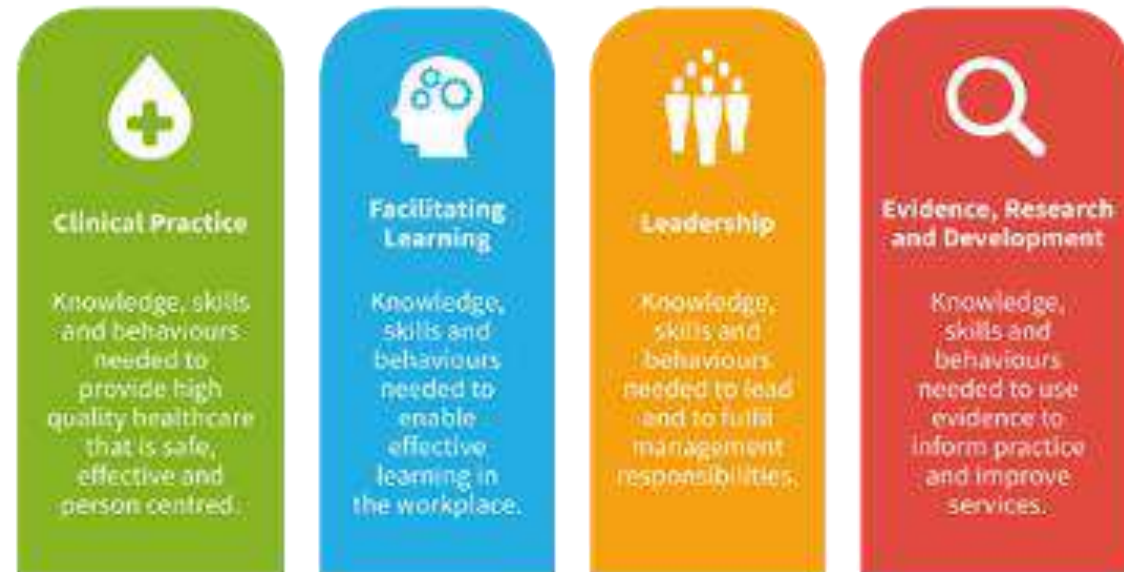 Clinical Practice
Knowledge, skills
and behaviours
needed to
provide high
quality healthcare
that is safe,
effective and
person centred.
Facilitating
Learning
Knowledge,
skills and
behaviours
needed to
enable
effective
learning in
the workplace.
Leadership
Knowledge,
skills and
behaviours
needed to lead
and to fulfil
management
responsibilities.
Evidence, Research
and Development
Knowledge,
skills and
behaviours
needed to use
evidence to
inform practice
and improve
services.